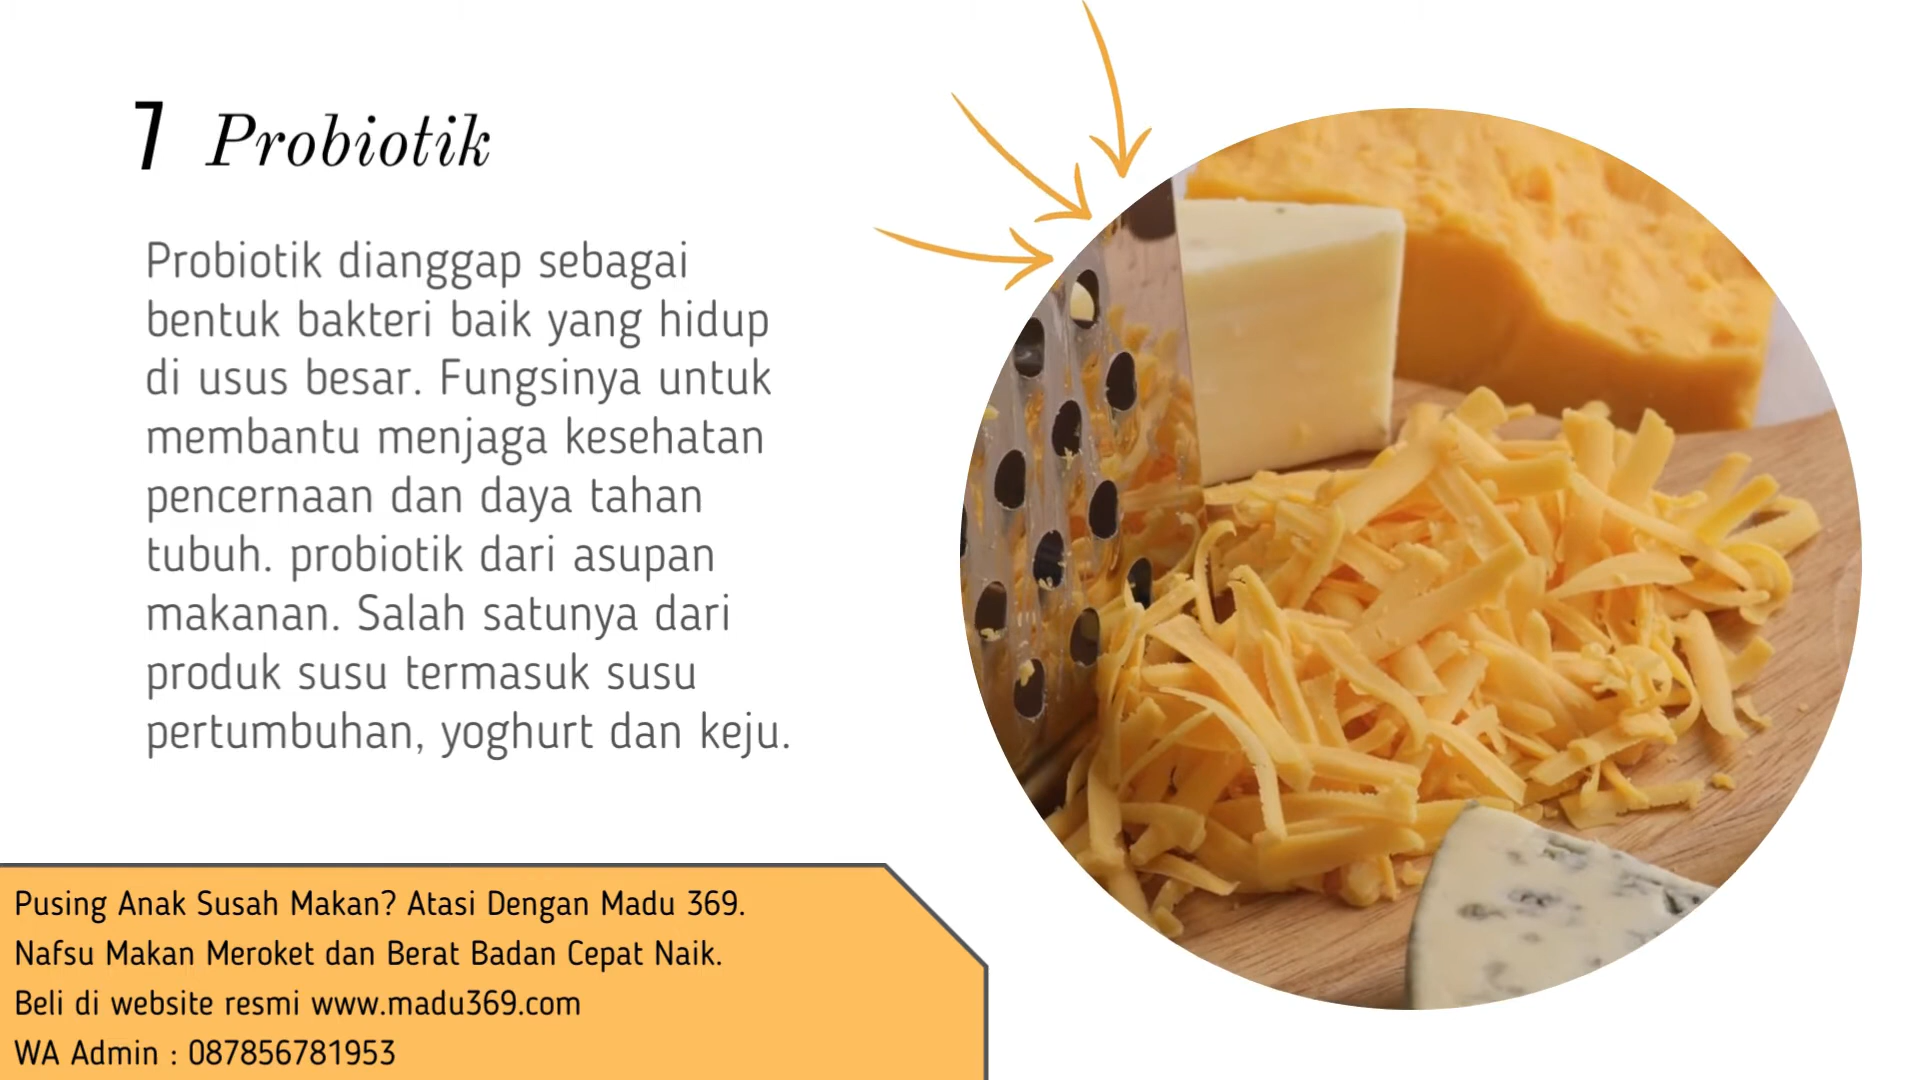 7 Probiotik
Probiotik dianggap sebagai
bentuk bakteri baik yang hidup
di usus besar. Fungsinya untuk
membantu menjaga kesehatan
pencernaan dan daya tahan
tubuh. probiotik dari asupan
makanan. Salah satunya dari
produk susu termasuk susu
pertumbuhan, yoghurt dan keju.
Pusing Anak Susah Makan? Atasi Dengan Madu 369.
Nafsu Makan Meroket dan Berat Badan Cepat Naik.
Beli di website resmi www.madu369.com
WA Admin : 087856781953